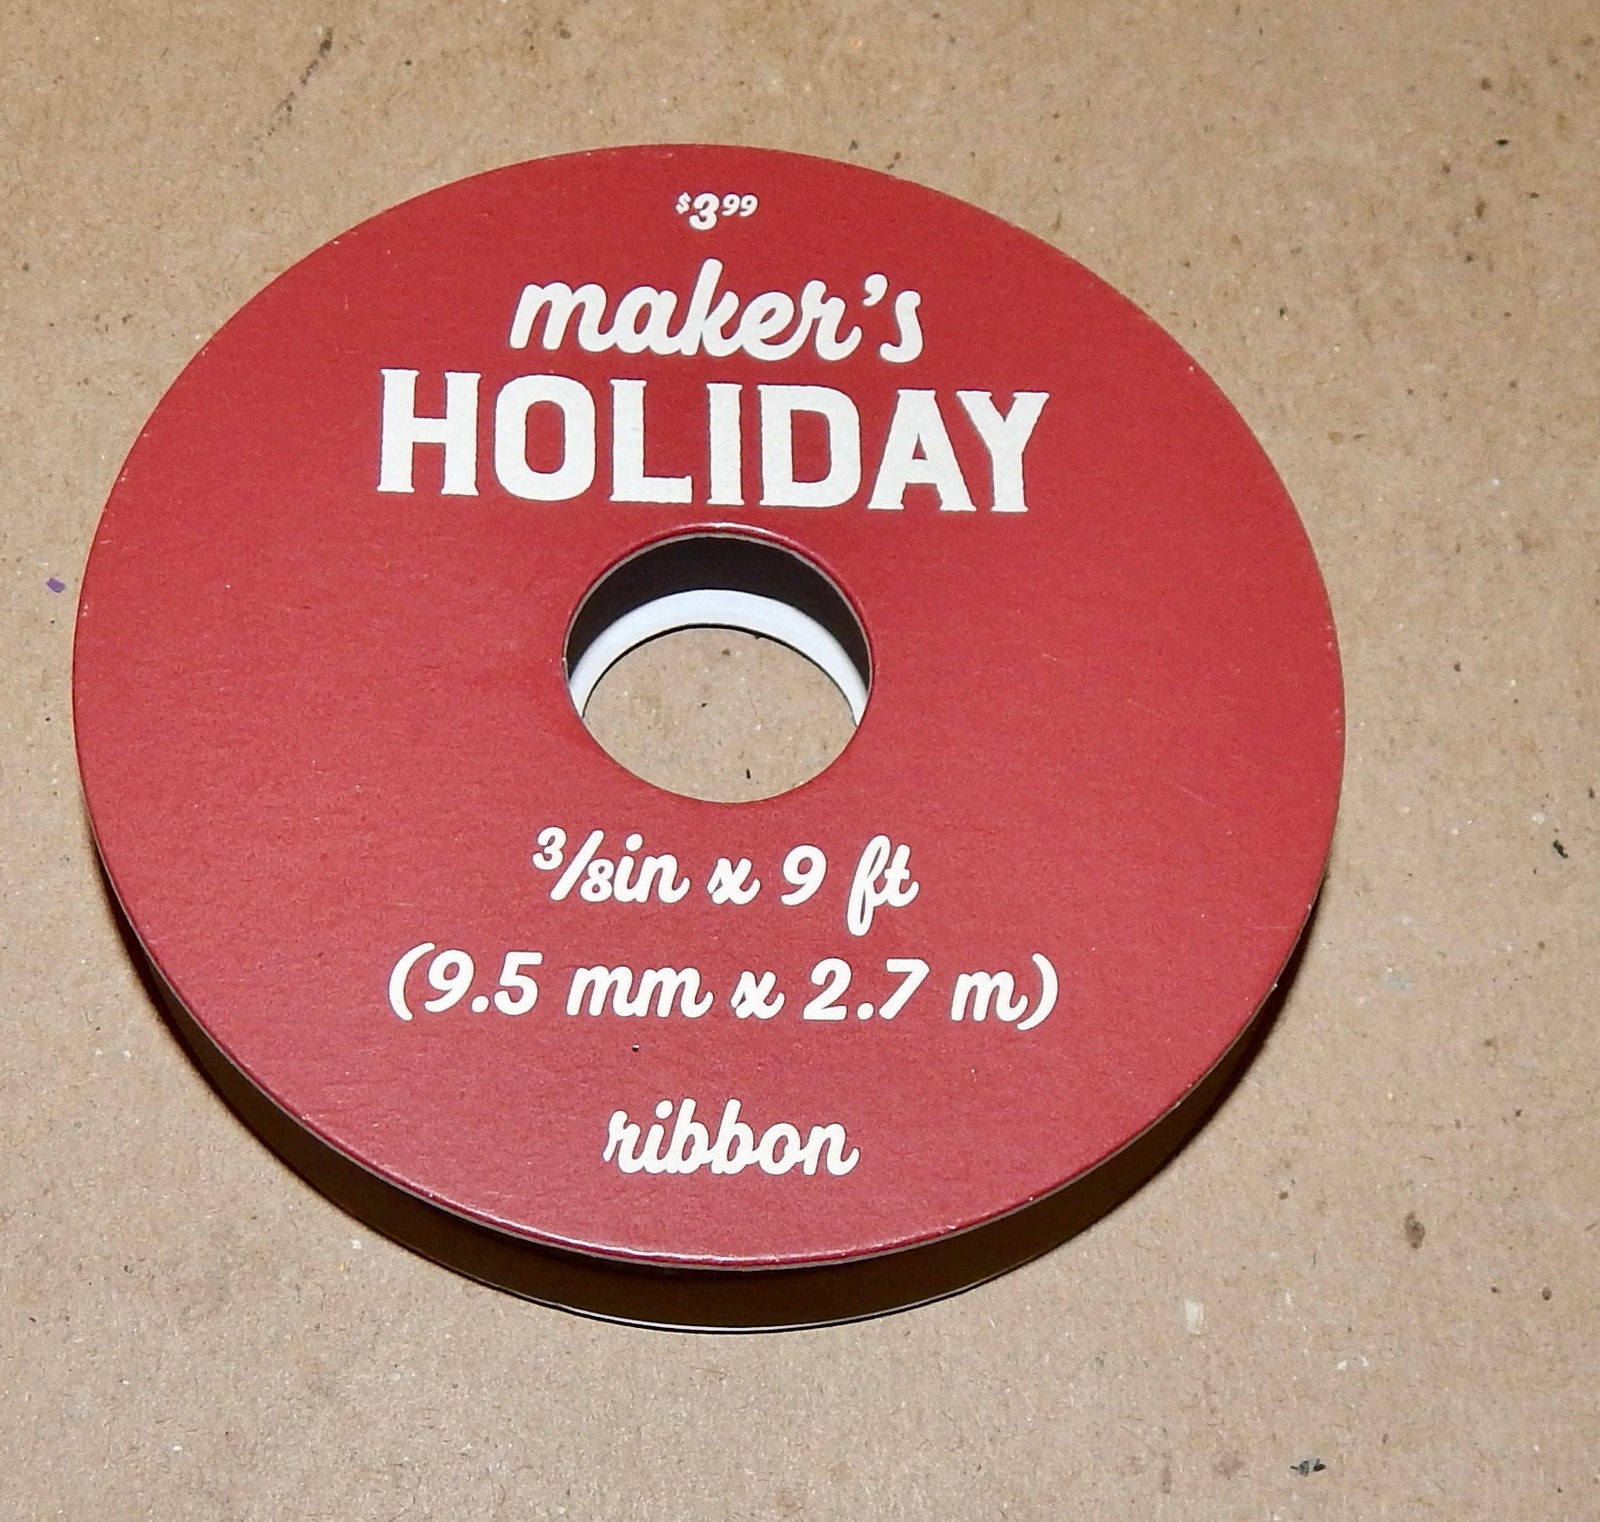 $3.99
maker's
HOLIDAY
3/8in x 9 ft
(9.5 mm x 2.7 m)
ribbon